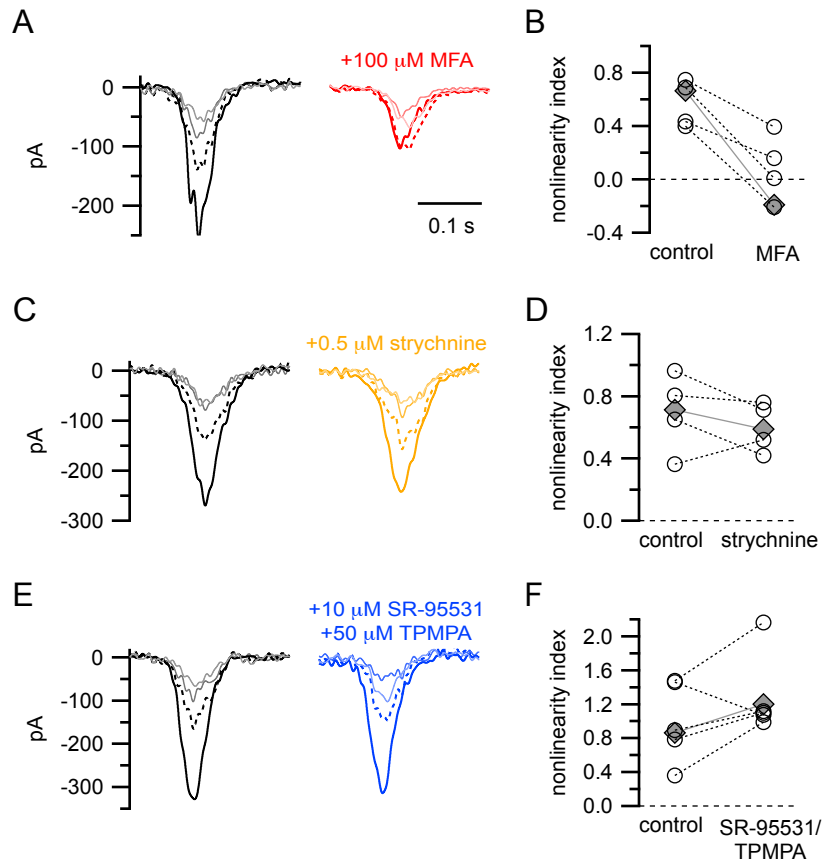 A
+100 μM MFA
0
-100
-200
pA
0.1 s
B
nonlinearity index
0.8
0.4
0.0
-0.4
control
MFA
C
+0.5 μM strychnine
0
-100
-200
-300
pA
D
nonlinearity index
1.2
0.8
0.4
0.0
control
strychnine
E
+10 μM SR-95531
+50 μM TPMPA
0
-100
-200
-300
pA
F
nonlinearity index
2.0
1.6
1.2
0.8
0.4
0.0
control
SR-95531/
TPMPA